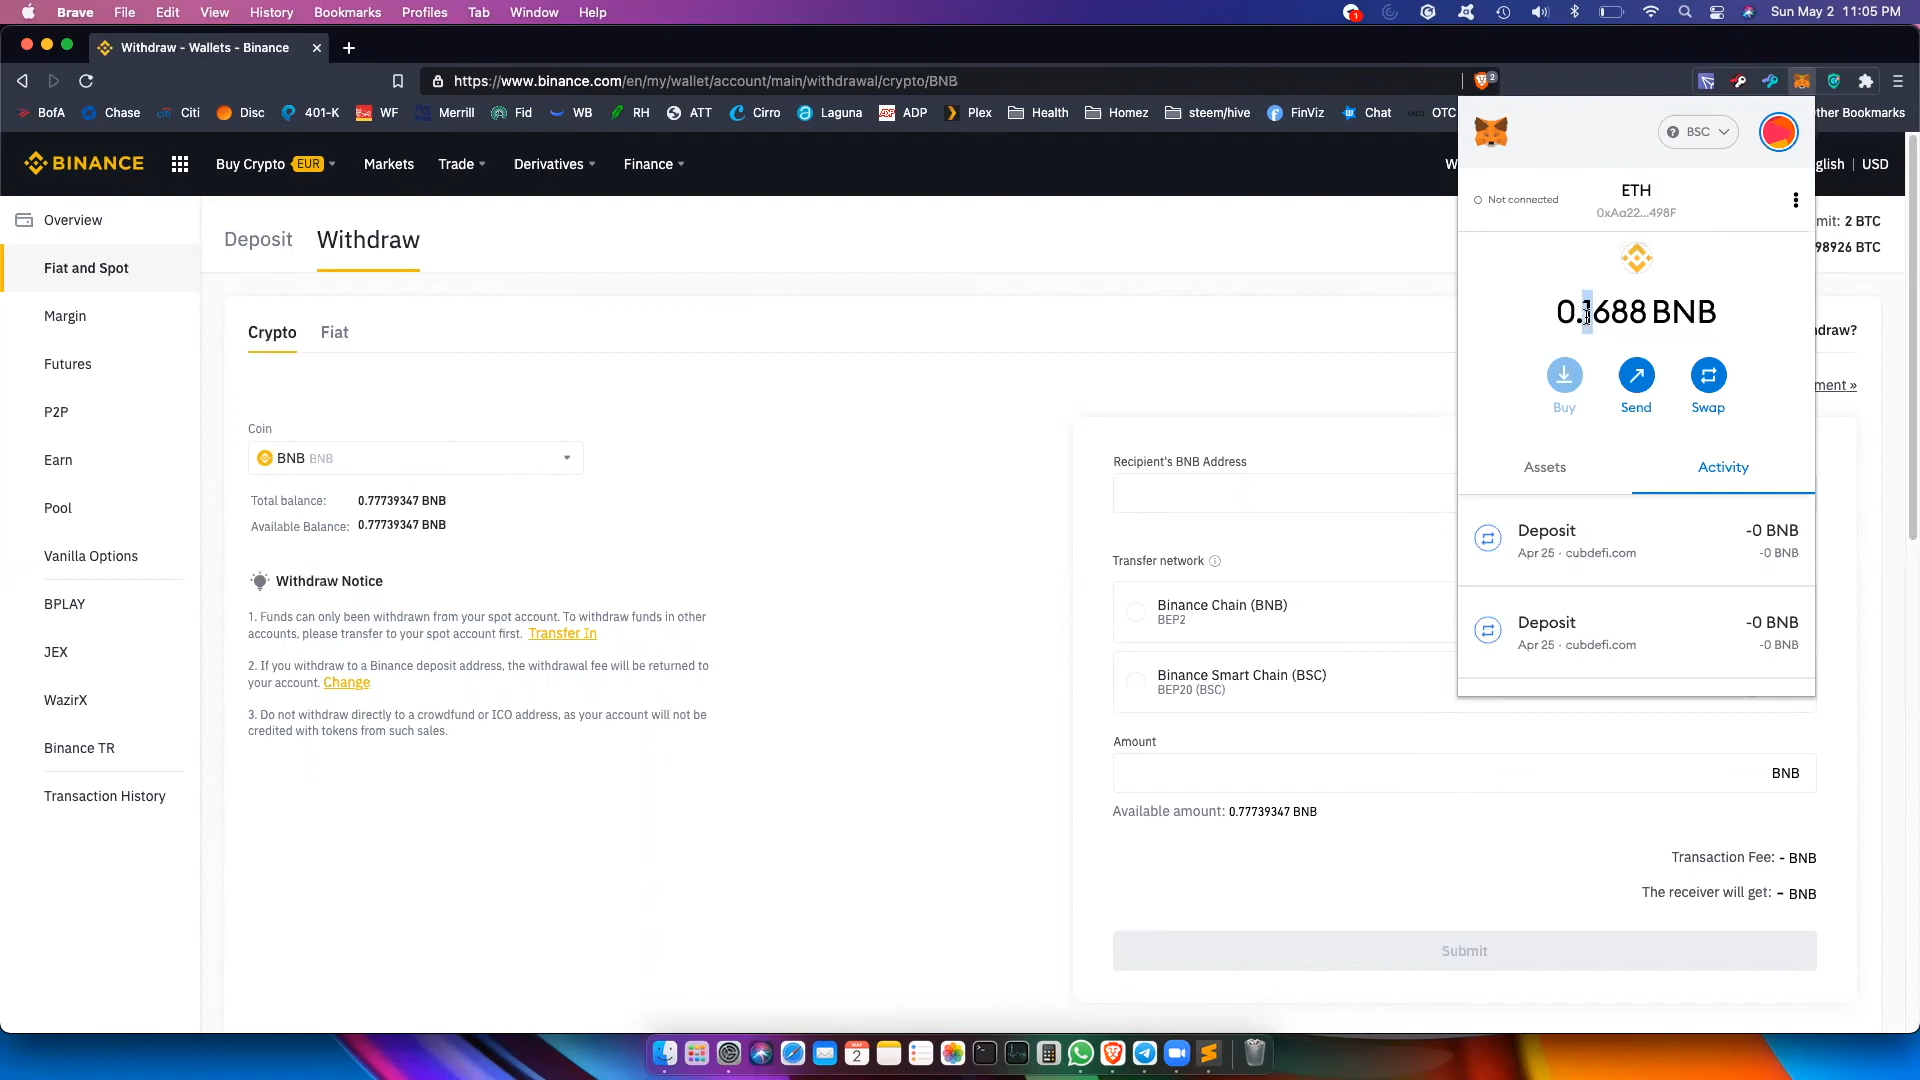 Brave File Edit View History Bookmarks Profiles Tab Window Help
1
Sun May 2 11:05 PM
Withdraw - Wallets - Binance
https://www.binance.com/en/my/wallet/account/main/withdrawal/crypto/BNB
2
BofA Chase Citi Disc 401-K WF Merrill Fid WB RH ATT Cirro Laguna ADP Plex Health Homez steem/hive FinViz Chat OTC
ther Bookmarks
BINANCE
Buy Crypto EUR Markets Trade Derivatives Finance
W
glish USD
Overview
Fiat and Spot
Margin
Futures
P2P
Earn
Pool
Vanilla Options
BPLAY
JEX
WazirX
Binance TR
Transaction History
Deposit Withdraw
mit: 2 BTC
98926 BTC
Crypto Fiat
draw?
ment »
Coin
BNB BNB
Total balance: 0.77739347 BNB
Available Balance: 0.77739347 BNB
Withdraw Notice
1. Funds can only been withdrawn from your spot account. To withdraw funds in other
accounts, please transfer to your spot account first. Transfer In
2. If you withdraw to a Binance deposit address, the withdrawal fee will be returned to
your account. Change
3. Do not withdraw directly to a crowdfund or ICO address, as your account will not be
credited with tokens from such sales.
Recipient's BNB Address
Transfer network
Binance Chain (BNB)
BEP2
Binance Smart Chain (BSC)
BEP20 (BSC)
Amount
BNB
Available amount: 0.77739347 BNB
Transaction Fee: - BNB
The receiver will get: - BNB
Submit
BSC
Not connected
ETH
0xAa22...498F
0.1688 BNB
Buy Send Swap
Assets Activity
Deposit -0 BNB
Apr 25 · cubdefi.com -0 BNB
Deposit -0 BNB
Apr 25 · cubdefi.com -0 BNB
MAY
2